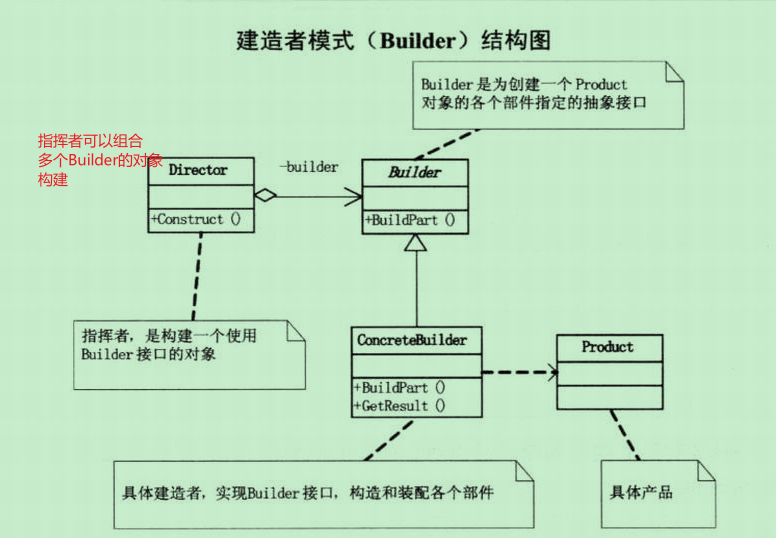 建造者模式（Builder）结构图
Builder是为创建一个Product
对象的各个部件指定的抽象接口
指挥者可以组合
多个Builder的对象
构建
Director
-builder
Builder
+Construct()
+BuildPart()
指挥者，是构建一个使用
Builder接口的对象
ConcreteBuilder
Product
+BuildPart()
+GetResult()
具体建造者，实现Builder接口，构造和装配各个部件
具体产品